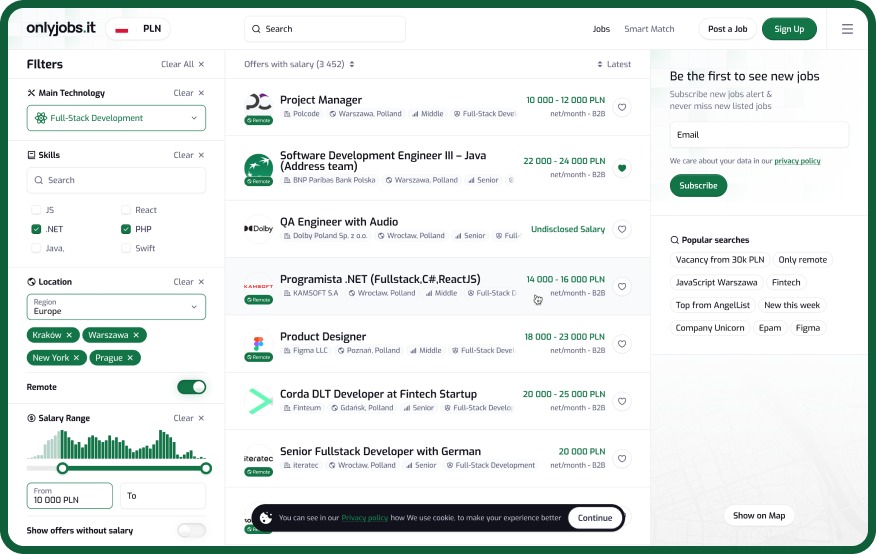 onlyjobs.it
PLN
Search
Jobs
Smart Match
Post a Job
Sign Up
FIlters
Clear All ×
Main Technology
Clear ×
Full-Stack Development
Skills
Clear ×
Search
JS
React
.NET
PHP
Java,
Swift
Location
Clear ×
Region
Europe
Kraków ×
Warszawa ×
New York ×
Prague ×
Remote
Salary Range
Clear ×
From
10 000 PLN
To
Show offers without salary
Offers with salary (3 452)
Latest
Project Manager
10 000 - 12 000 PLN
Remote
Polcode
Warszawa, Polland
Middle
Full-Stack Devel
net/month - B2B
Software Development Engineer III – Java
(Address team)
22 000 - 24 000 PLN
Remote
BNP Paribas Bank Polska
Warszawa, Polland
Senior
net/month - B2B
QA Engineer with Audio
Dolby
Undisclosed Salary
Dolby Poland Sp. z o.o.
Wrocław, Polland
Senior
Full-
Programista .NET (Fullstack,C#,ReactJS)
14 000 - 16 000 PLN
KAMSOFT
Remote
KAMSOFT S.A
Wroclaw, Polland
Middle
Full-Stack D
net/month - B2B
Product Designer
18 000 - 23 000 PLN
Remote
Figma LLC
Poznan, Polland
Middle
Full-Stack Devel
net/month - B2B
Corda DLT Developer at Fintech Startup
20 000 - 25 000 PLN
Finteum
Gdańsk, Polland
Senior
Full-Stack Develo
net/month - B2B
Senior Fullstack Developer with German
20 000 PLN
iteratec
Remote
iteratec
Wrocław, Polland
Senior
Full-Stack Development
net/month - B2B
You can see in our Privacy policy how We use cookie, to make your experience better
Continue
Be the first to see new jobs
Subscribe new jobs alert &
never miss new listed jobs
Email
We care about your data in our privacy policy
Subscribe
Popular searches
Vacancy from 30k PLN
Only remote
JavaScript Warszawa
Fintech
Top from AngelList
New this week
Company Unicorn
Epam
Figma
Show on Map